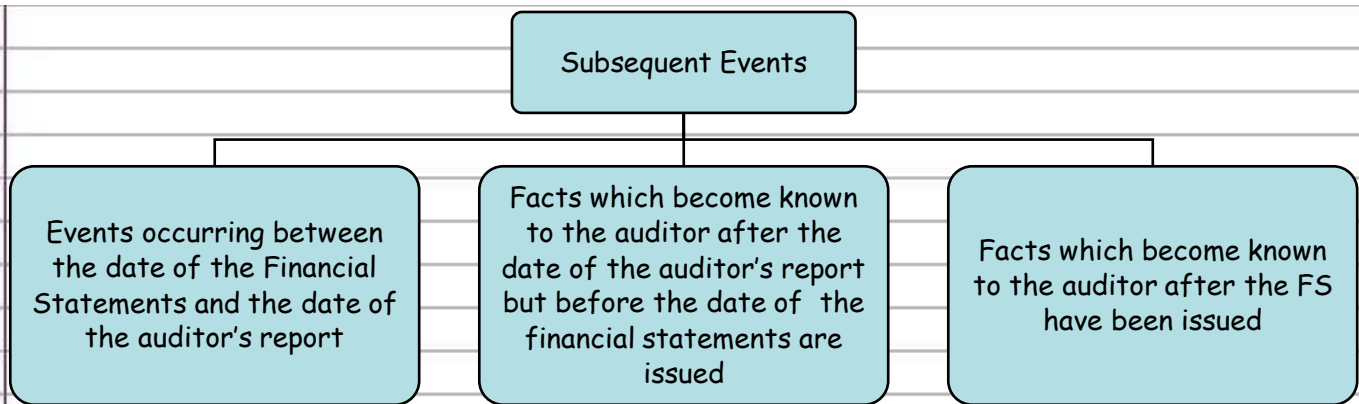 Subsequent Events
Events occurring between
the date of the Financial
Statements and the date of
the auditor's report
Facts which become known
to the auditor after the
date of the auditor's report
but before the date of the
financial statements are
issued
Facts which become known
to the auditor after the FS
have been issued